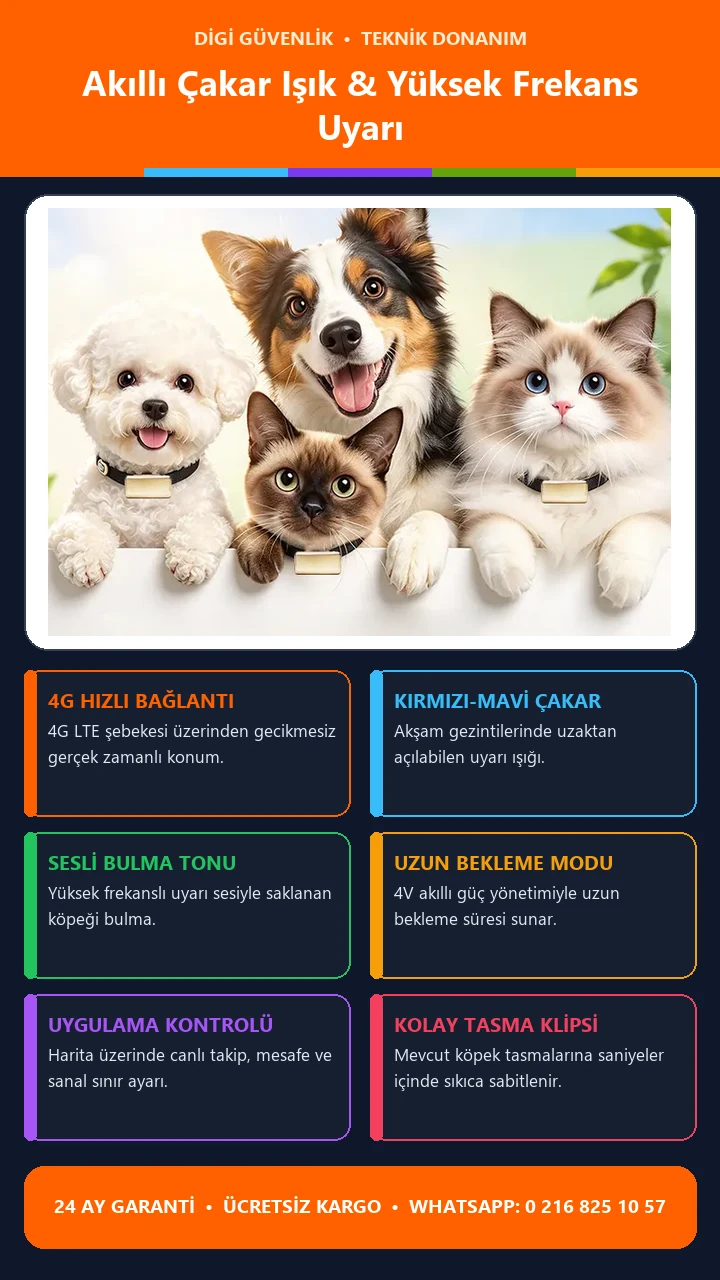 DİGİ GÜVENLİK • TEKNİK DONANIM
Akıllı Çakar Işık & Yüksek Frekans
Uyarı
4G HIZLI BAĞLANTI
4G LTE şebekesi üzerinden gecikmesiz
gerçek zamanlı konum.
KIRMIZI-MAVİ ÇAKAR
Akşam gezintilerinde uzaktan
açılabilen uyarı ışığı.
SESLİ BULMA TONU
Yüksek frekanslı uyarı sesiyle saklanan
köpeği bulma.
UZUN BEKLEME MODU
4V akıllı güç yönetimiyle uzun
bekleme süresi sunar.
UYGULAMA KONTROLÜ
Harita üzerinde canlı takip, mesafe ve
sanal sınır ayarı.
KOLAY TASMA KLİPSİ
Mevcut köpek tasmalarına saniyeler
içinde sıkıca sabitlenir.
24 AY GARANTİ • ÜCRETSİZ KARGO • WHATSAPP: 0 216 825 10 57